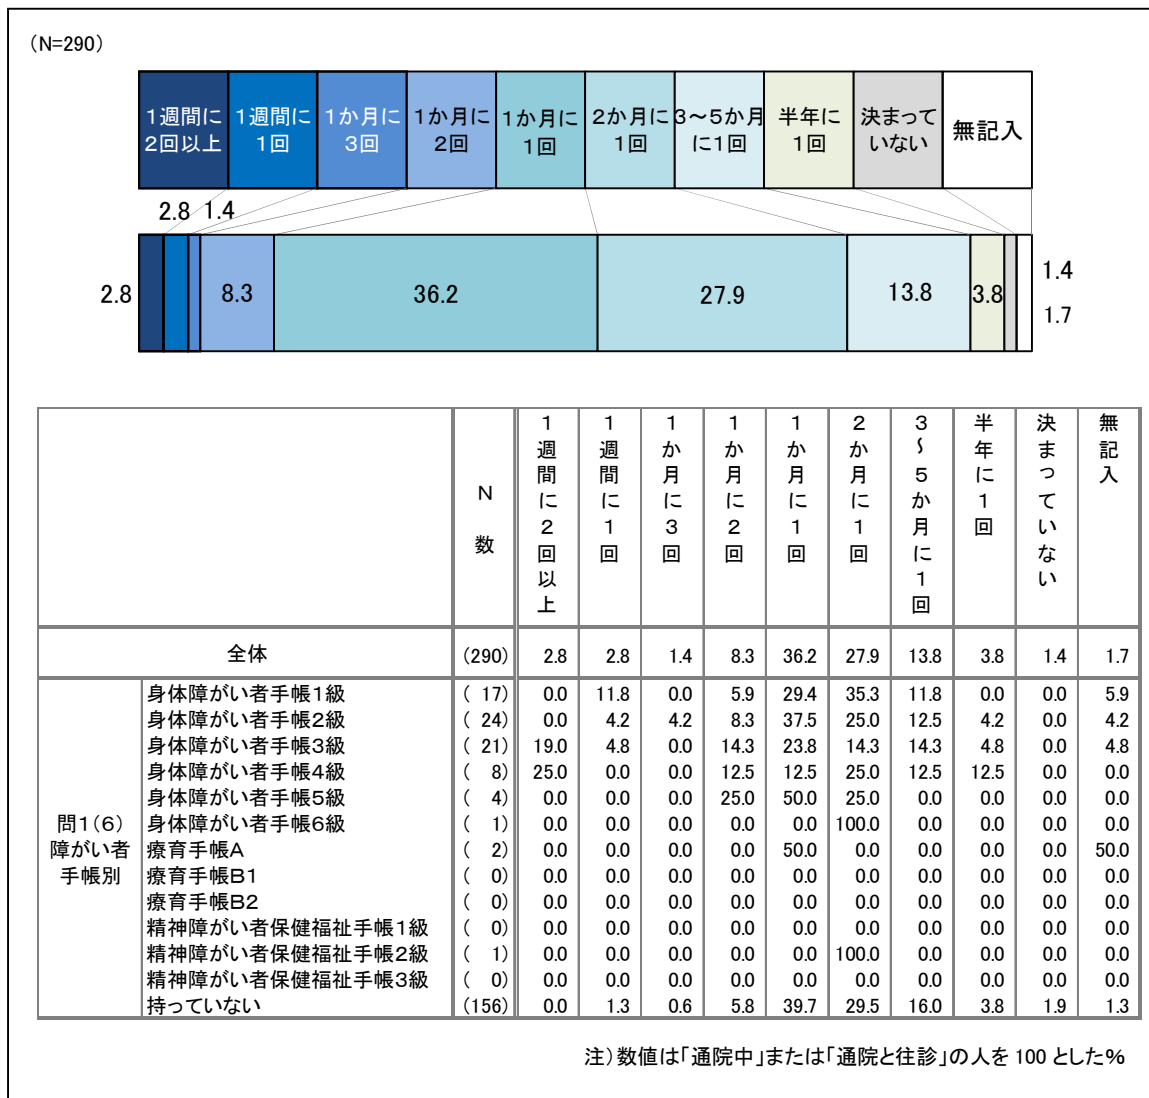 (N=290)
1週間に2回以上 1週間に1回 1か月に3回 1か月に2回 1か月に1回 2か月に1回 3～5か月に1回 半年に1回 決まっていない 無記入
2.8 1.4
2.8 8.3 36.2 27.9 13.8 3.8 1.4
1.7
N数 1週間に2回以上 1週間に1回 1か月に3回 1か月に2回 1か月に1回 2か月に1回 3～5か月に1回 半年に1回 決まっていない 無記入
全体 (290) 2.8 2.8 1.4 8.3 36.2 27.9 13.8 3.8 1.4 1.7
問1(6)障がい者手帳別
身体障がい者手帳1級 ( 17) 0.0 11.8 0.0 5.9 29.4 35.3 11.8 0.0 0.0 5.9
身体障がい者手帳2級 ( 24) 0.0 4.2 4.2 8.3 37.5 25.0 12.5 4.2 0.0 4.2
身体障がい者手帳3級 ( 21) 19.0 4.8 0.0 14.3 23.8 14.3 14.3 4.8 0.0 4.8
身体障がい者手帳4級 ( 8) 25.0 0.0 0.0 12.5 12.5 25.0 12.5 12.5 0.0 0.0
身体障がい者手帳5級 ( 4) 0.0 0.0 0.0 25.0 50.0 25.0 0.0 0.0 0.0 0.0
身体障がい者手帳6級 ( 1) 0.0 0.0 0.0 0.0 0.0 100.0 0.0 0.0 0.0 0.0
療育手帳A ( 2) 0.0 0.0 0.0 0.0 50.0 0.0 0.0 0.0 0.0 50.0
療育手帳B1 ( 0) 0.0 0.0 0.0 0.0 0.0 0.0 0.0 0.0 0.0 0.0
療育手帳B2 ( 0) 0.0 0.0 0.0 0.0 0.0 0.0 0.0 0.0 0.0 0.0
精神障がい者保健福祉手帳1級 ( 0) 0.0 0.0 0.0 0.0 0.0 0.0 0.0 0.0 0.0 0.0
精神障がい者保健福祉手帳2級 ( 1) 0.0 0.0 0.0 0.0 0.0 100.0 0.0 0.0 0.0 0.0
精神障がい者保健福祉手帳3級 ( 0) 0.0 0.0 0.0 0.0 0.0 0.0 0.0 0.0 0.0 0.0
持っていない (156) 0.0 1.3 0.6 5.8 39.7 29.5 16.0 3.8 1.9 1.3
注)数値は「通院中」または「通院と往診」の人を 100 とした%